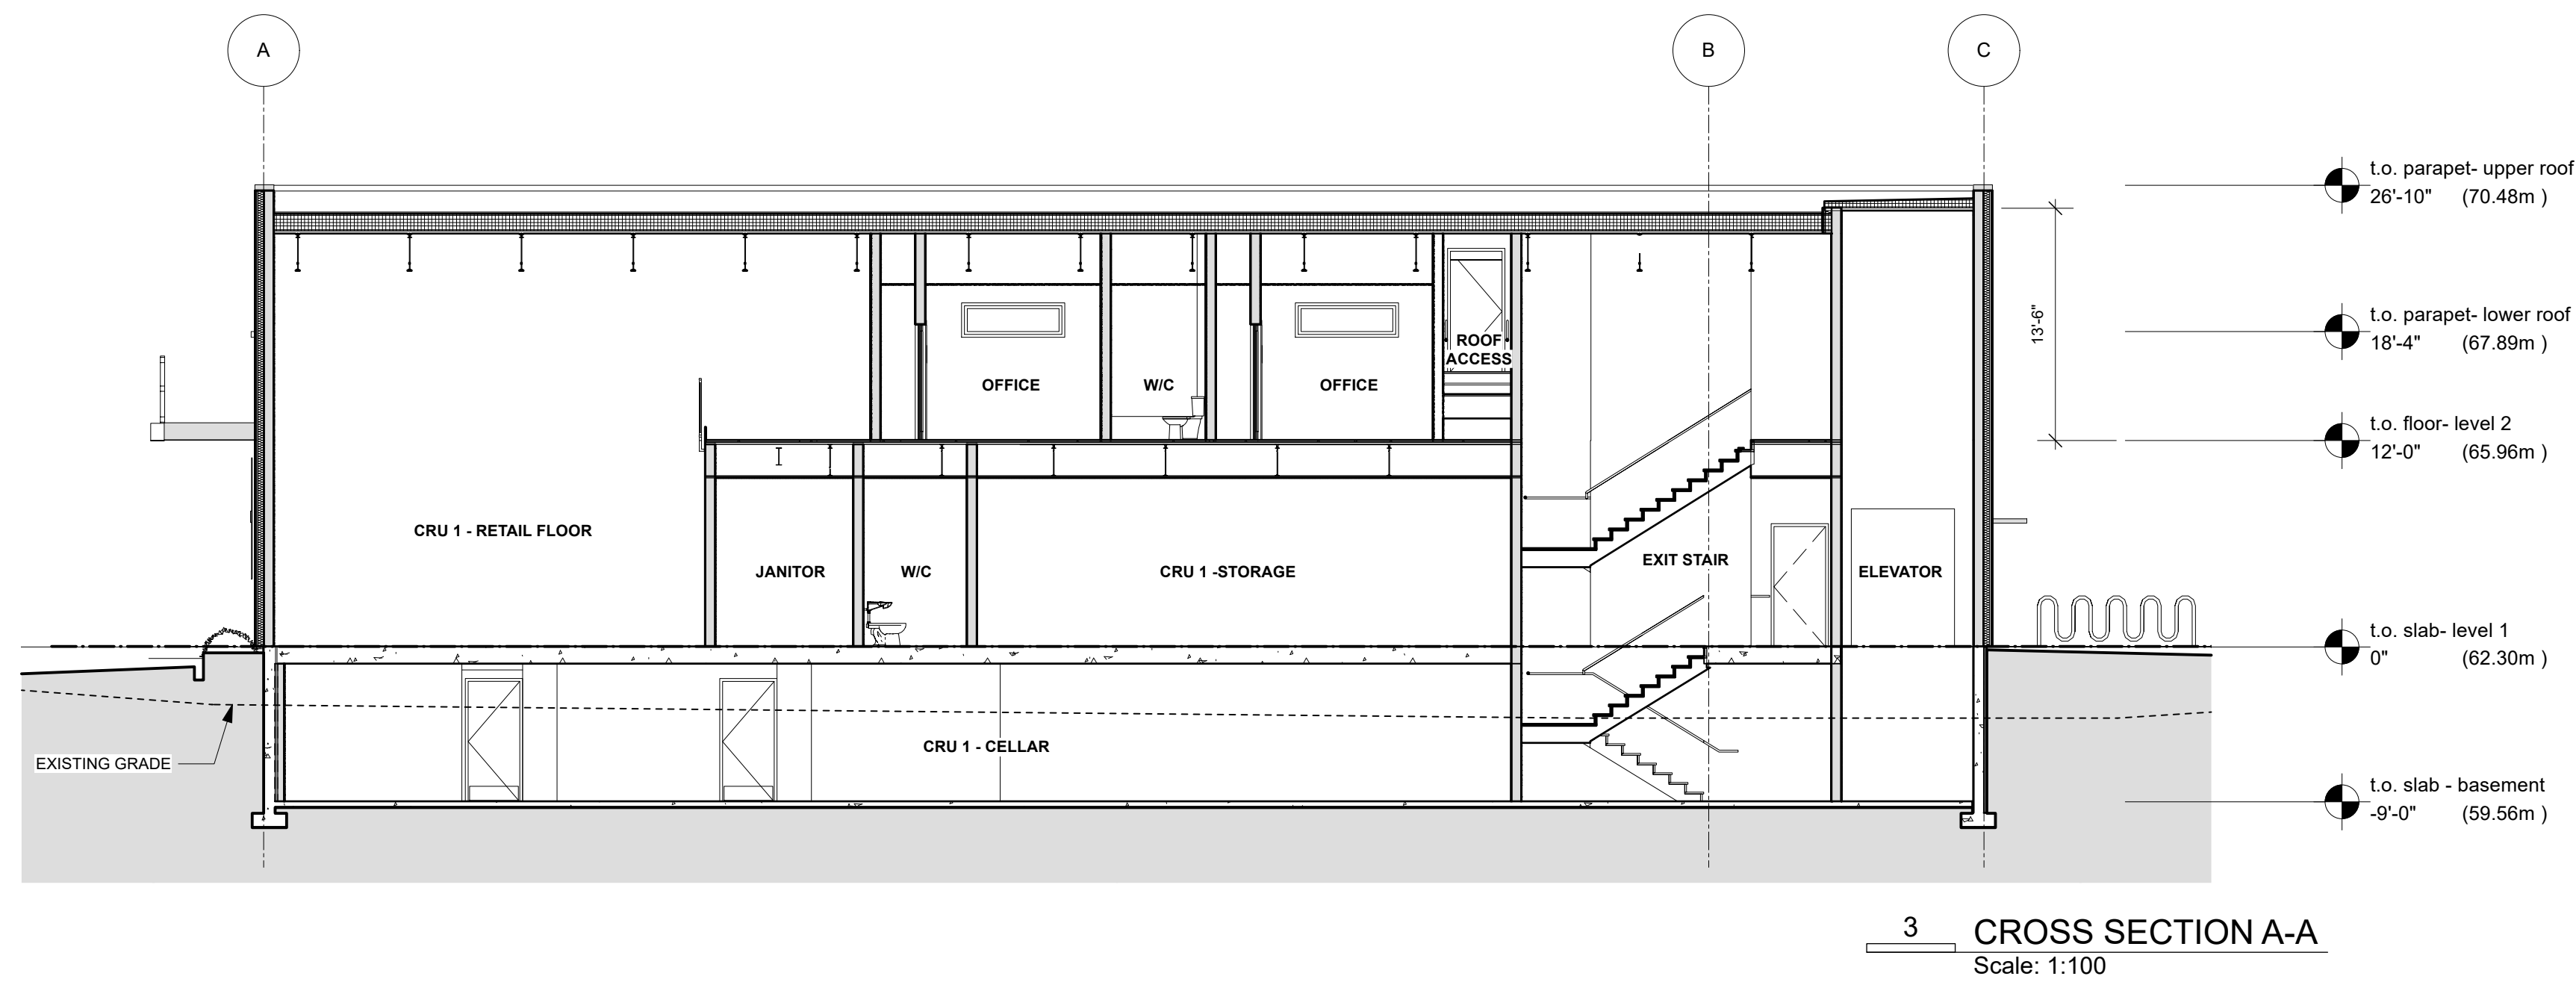 A
B
C
t.o. parapet- upper roof
26'-10" (70.48m )
t.o. parapet- lower roof
18'-4" (67.89m )
13'-6"
ROOF
ACCESS
OFFICE
W/C
OFFICE
t.o. floor- level 2
12'-0" (65.96m )
CRU 1 - RETAIL FLOOR
JANITOR
W/C
CRU 1 -STORAGE
EXIT STAIR
ELEVATOR
t.o. slab- level 1
0" (62.30m )
EXISTING GRADE
CRU 1 - CELLAR
t.o. slab - basement
-9'-0" (59.56m )
3 CROSS SECTION A-A
Scale: 1:100